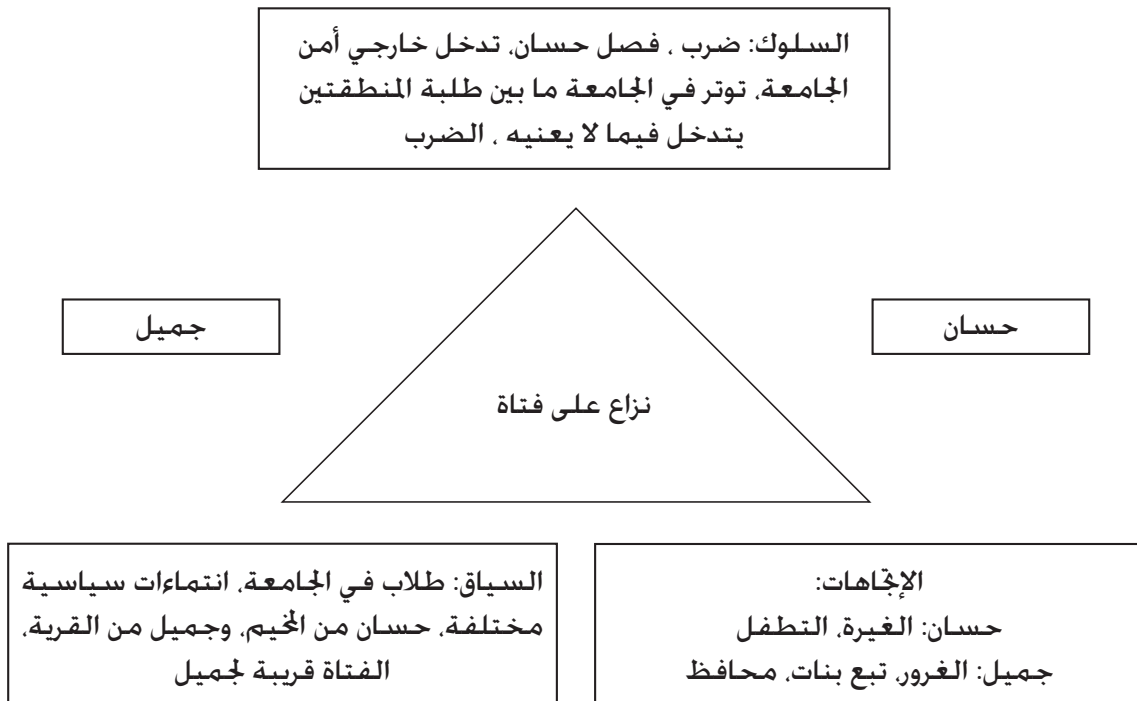 السلوك: ضرب ، فصل حسان، تدخل خارجي أمن
الجامعة، توتر في الجامعة ما بين طلبة المنطقتين
يتدخل فيما لا يعنيه ، الضرب
حسان
جميل
نزاع على فتاة
الإتجاهات:
حسان: الغيرة، التطفل
جميل: الغرور، تبع بنات، محافظ
السياق: طلاب في الجامعة، انتماءات سياسية
مختلفة، حسان من المخيم، وجميل من القرية،
الفتاة قريبة لجميل